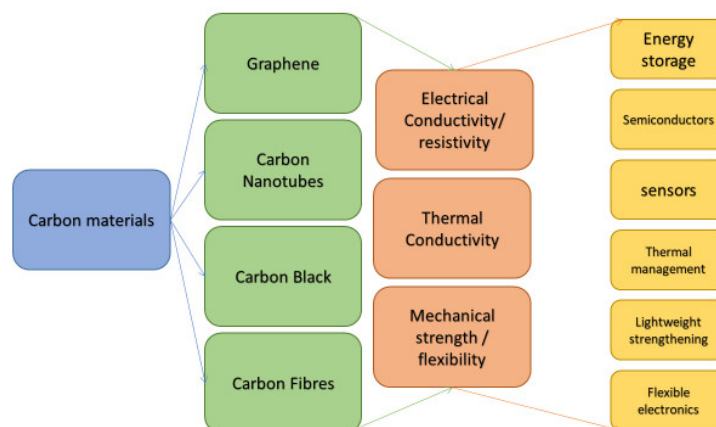 Carbon materials
Graphene
Carbon
Nanotubes
Carbon Black
Carbon Fibres
Electrical
Conductivity/
resistivity
Thermal
Conductivity
Mechanical
strength /
flexibility
Energy
storage
Semiconductors
sensors
Thermal
management
Lightweight
strengthening
Flexible
electronics